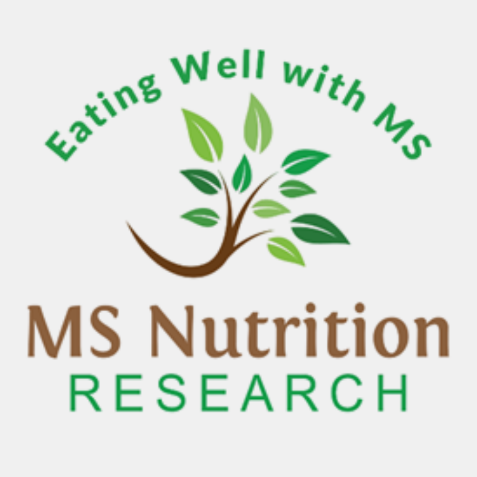 Eating Well with MS
MS Nutrition
RESEARCH